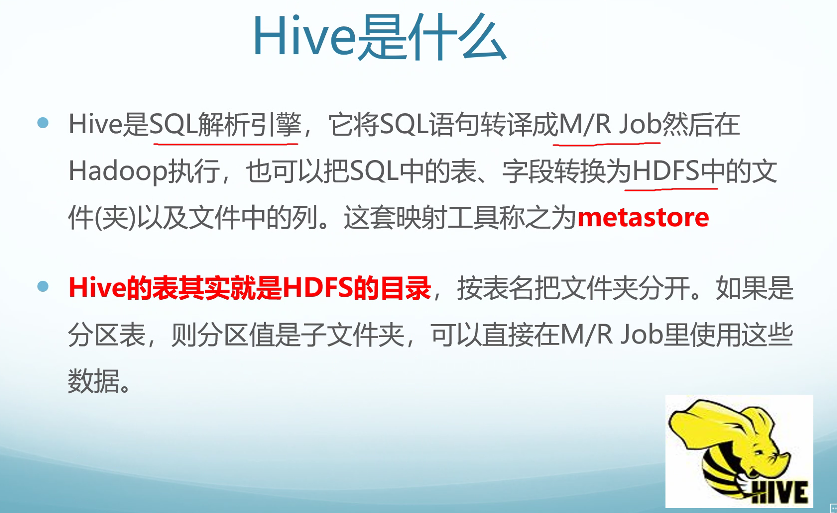 Hive是什么
Hive是SQL解析引擎，它将SQL语句转译成M/R Job然后在
Hadoop执行，也可以把SQL中的表、字段转换为HDFS中的文
件(夹)以及文件中的列。这套映射工具称之为metastore
Hive的表其实就是HDFS的目录，按表名把文件夹分开。如果是
分区表，则分区值是子文件夹，可以直接在M/R Job里使用这些
数据。
HIVE